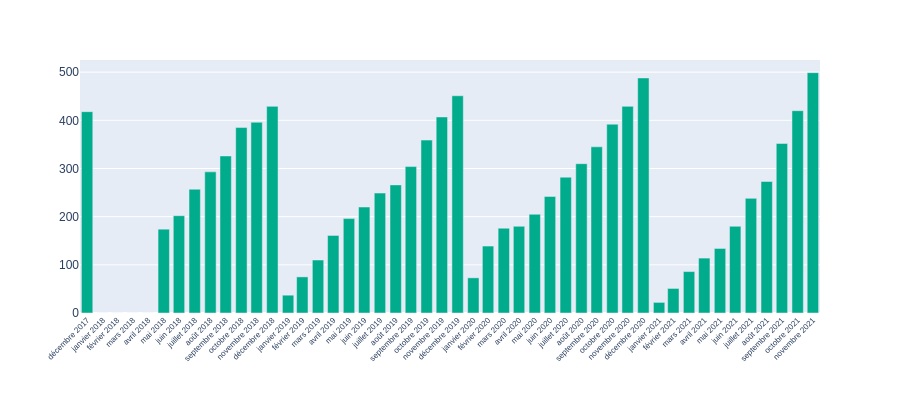 500
400
300
200
100
0
décembre 2017
janvier 2018
février 2018
mars 2018
avril 2018
mai 2018
juin 2018
juillet 2018
août 2018
septembre 2018
octobre 2018
novembre 2018
décembre 2018
janvier 2019
février 2019
mars 2019
avril 2019
mai 2019
juin 2019
juillet 2019
août 2019
septembre 2019
octobre 2019
novembre 2019
décembre 2019
janvier 2020
février 2020
mars 2020
avril 2020
mai 2020
juin 2020
juillet 2020
août 2020
septembre 2020
octobre 2020
novembre 2020
décembre 2020
janvier 2021
février 2021
mars 2021
avril 2021
mai 2021
juin 2021
juillet 2021
août 2021
septembre 2021
octobre 2021
novembre 2021